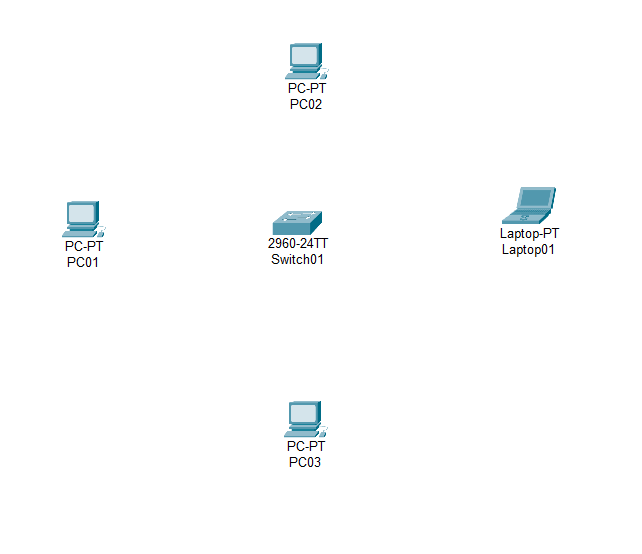 PC-PT
PC02
PC-PT
PC01
2960-24TT
Switch01
Laptop-PT
Laptop01
PC-PT
PC03